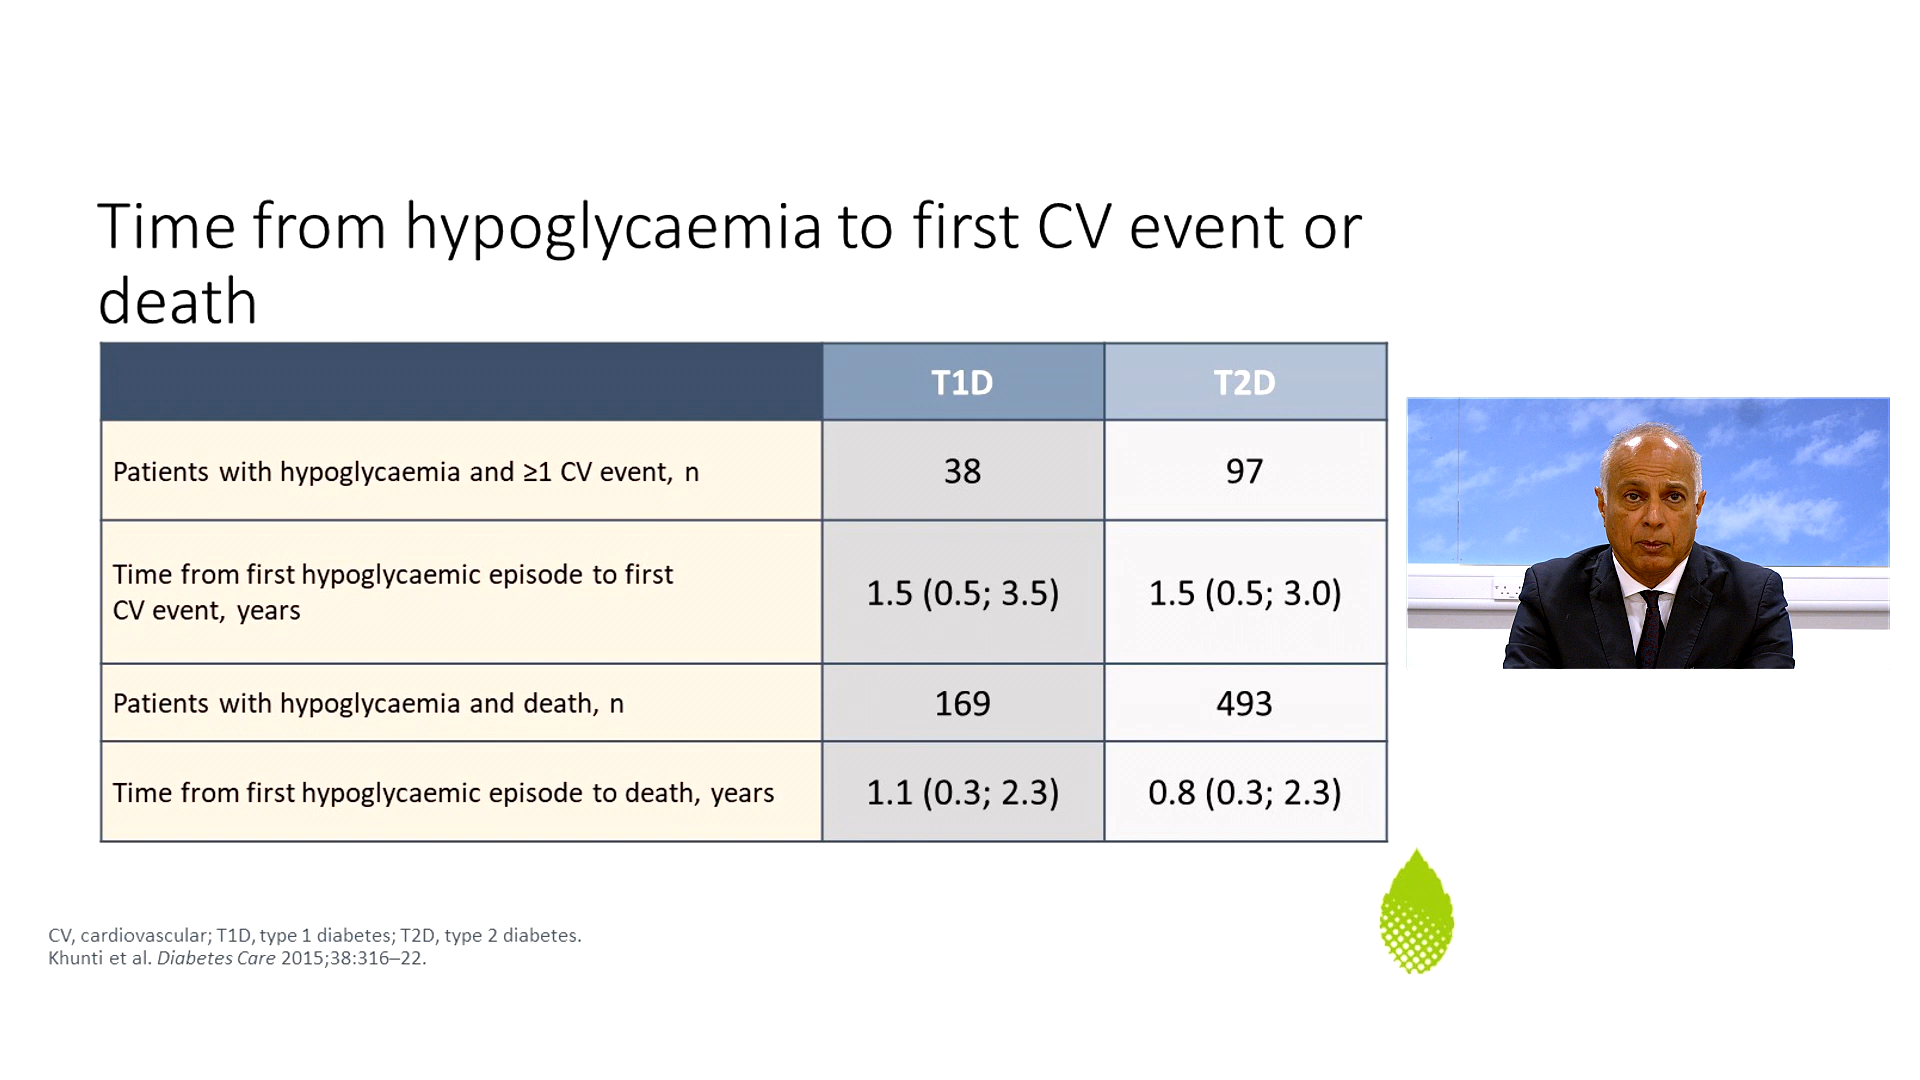 Time from hypoglycaemia to first CV event or
death
T1D T2D
Patients with hypoglycaemia and ≥1 CV event, n 38 97
Time from first hypoglycaemic episode to first
CV event, years 1.5 (0.5; 3.5) 1.5 (0.5; 3.0)
Patients with hypoglycaemia and death, n 169 493
Time from first hypoglycaemic episode to death, years 1.1 (0.3; 2.3) 0.8 (0.3; 2.3)
CV, cardiovascular; T1D, type 1 diabetes; T2D, type 2 diabetes.
Khunti et al. Diabetes Care 2015;38:316–22.